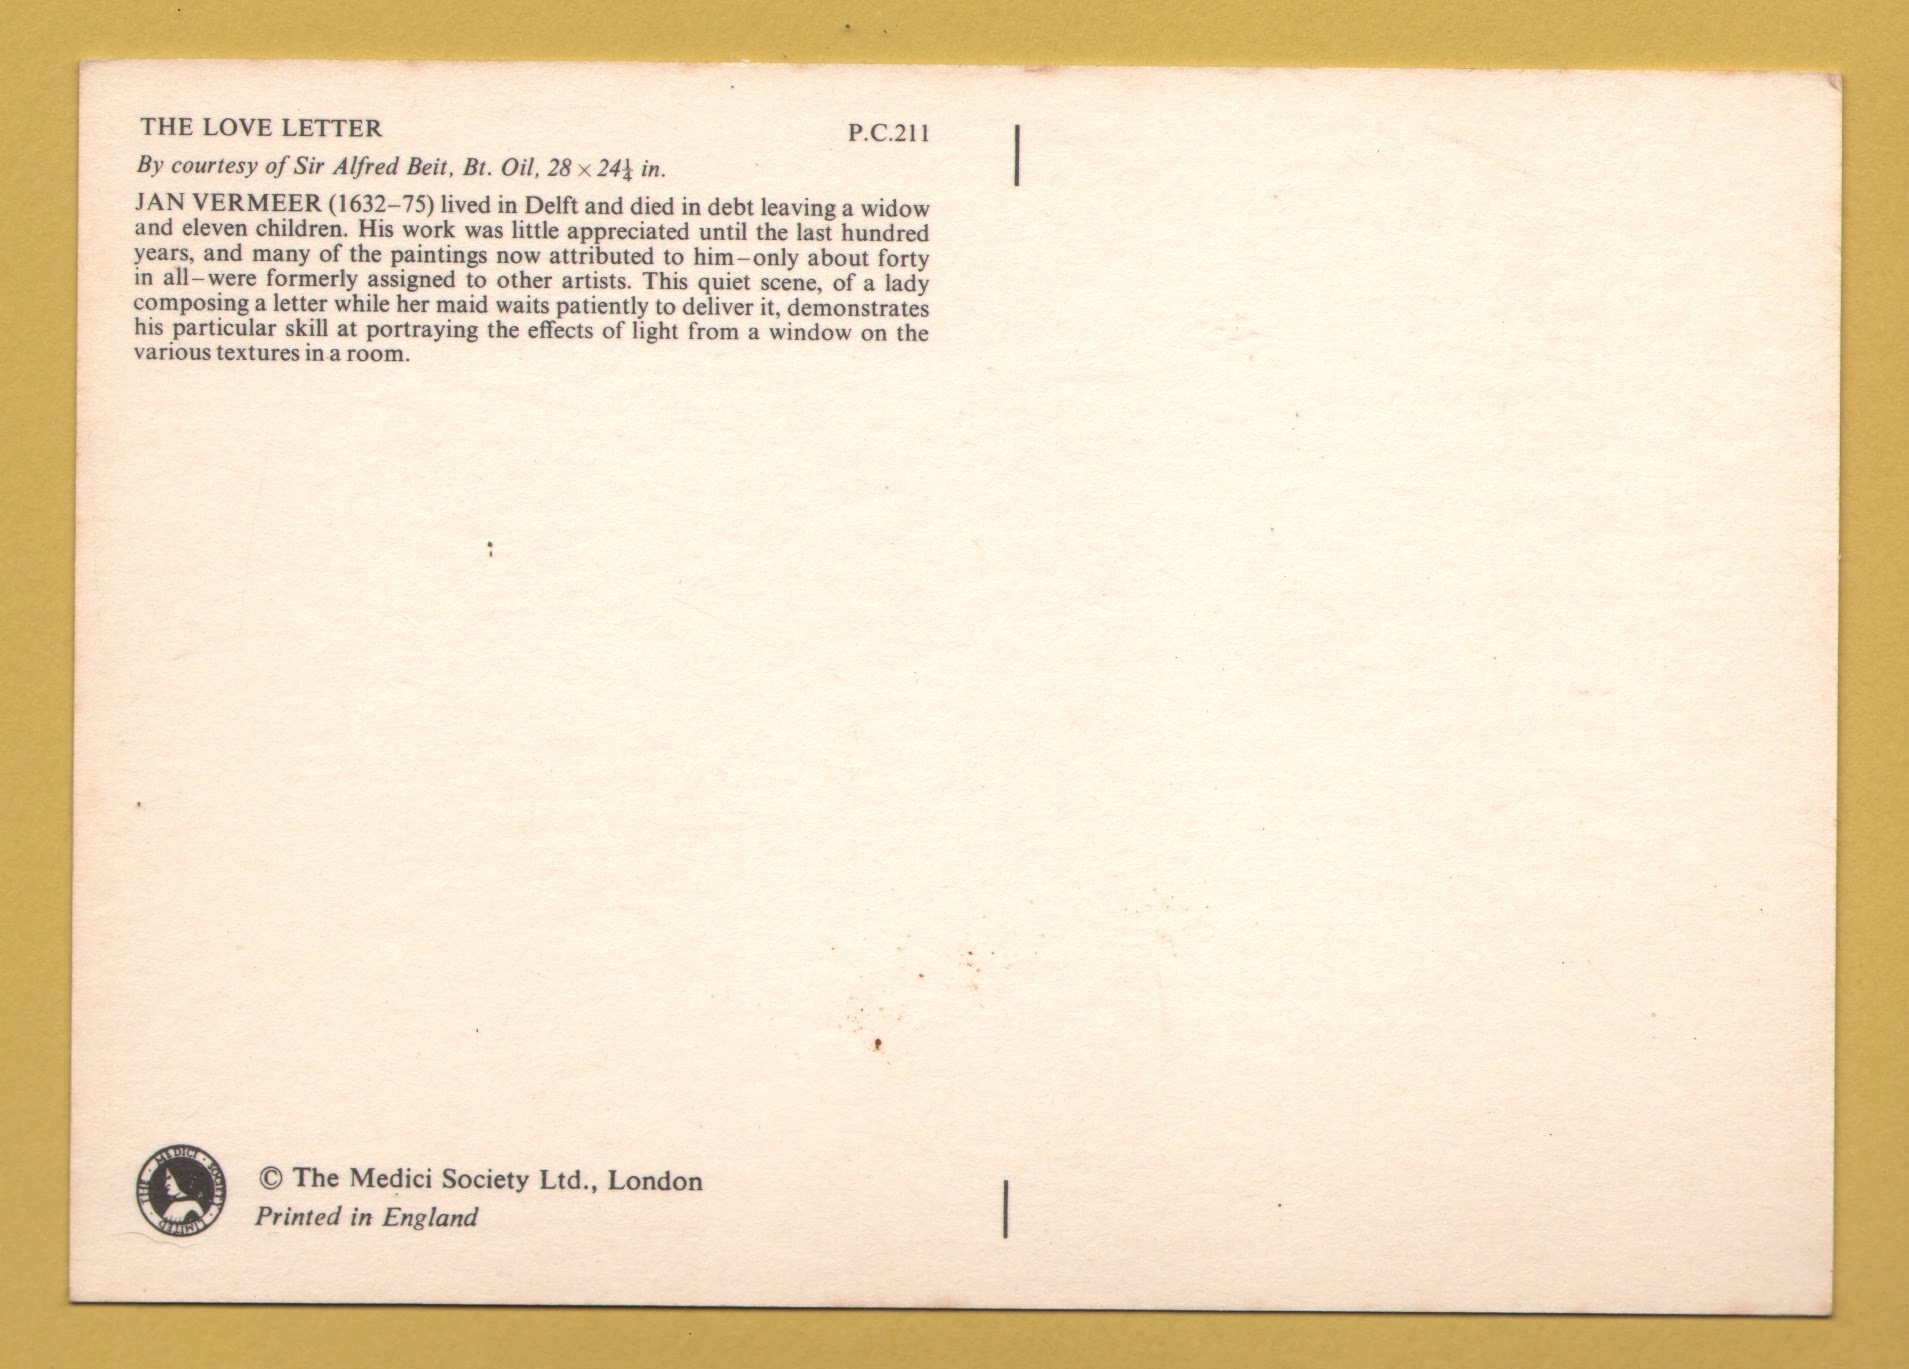 THE LOVE LETTER P.C.211
By courtesy of Sir Alfred Beit, Bt. Oil, 28 × 24¼ in.
JAN VERMEER (1632–75) lived in Delft and died in debt leaving a widow
and eleven children. His work was little appreciated until the last hundred
years, and many of the paintings now attributed to him–only about forty
in all–were formerly assigned to other artists. This quiet scene, of a lady
composing a letter while her maid waits patiently to deliver it, demonstrates
his particular skill at portraying the effects of light from a window on the
various textures in a room.
THE · MEDICI · SOCIETY · LIMITED ·
© The Medici Society Ltd., London
Printed in England